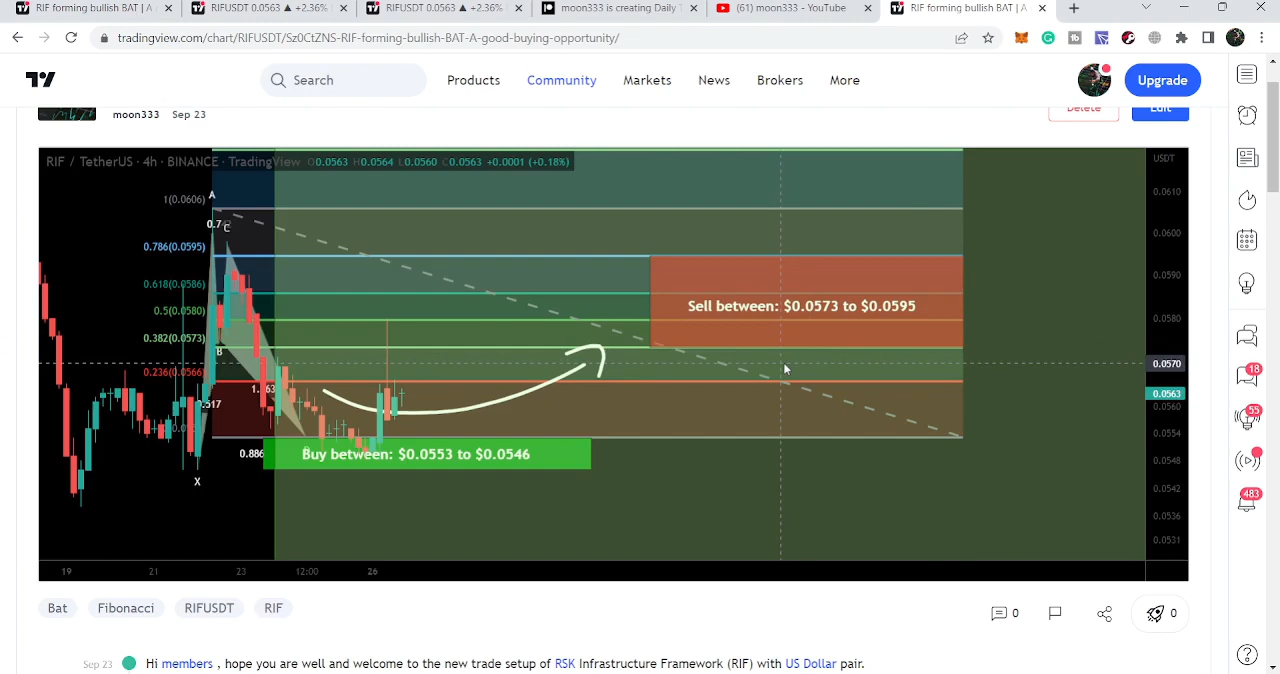 RIF forming bullish BAT | A
RIFUSDT 0.0563 ▲ +2.36%
RIFUSDT 0.0563 ▲ +2.36%
moon333 is creating Daily T
(61) moon333 - YouTube
RIF forming bullish BAT | A
tradingview.com/chart/RIFUSDT/Sz0CtZNS-RIF-forming-bullish-BAT-A-good-buying-opportunity/
Search
Products
Community
Markets
News
Brokers
More
Upgrade
moon333 Sep 23
Delete
Edit
RIF / TetherUS · 4h · BINANCE · TradingView O0.0563 H0.0564 L0.0560 C0.0563 +0.0001 (+0.18%)
USDT
0.0610
0.0600
0.0590
0.0580
0.0570
0.0563
0.0560
0.0554
0.0548
0.0542
0.0536
0.0531
1(0.0606)
A
C
0.786(0.0595)
0.618(0.0586)
0.5(0.0580)
0.382(0.0573)
B
0.236(0.0566)
0.886
X
Sell between: $0.0573 to $0.0595
Buy between: $0.0553 to $0.0546
19
21
23
12:00
26
18
55
483
Bat
Fibonacci
RIFUSDT
RIF
0
0
Sep 23
Hi members , hope you are well and welcome to the new trade setup of RSK Infrastructure Framework (RIF) with US Dollar pair.